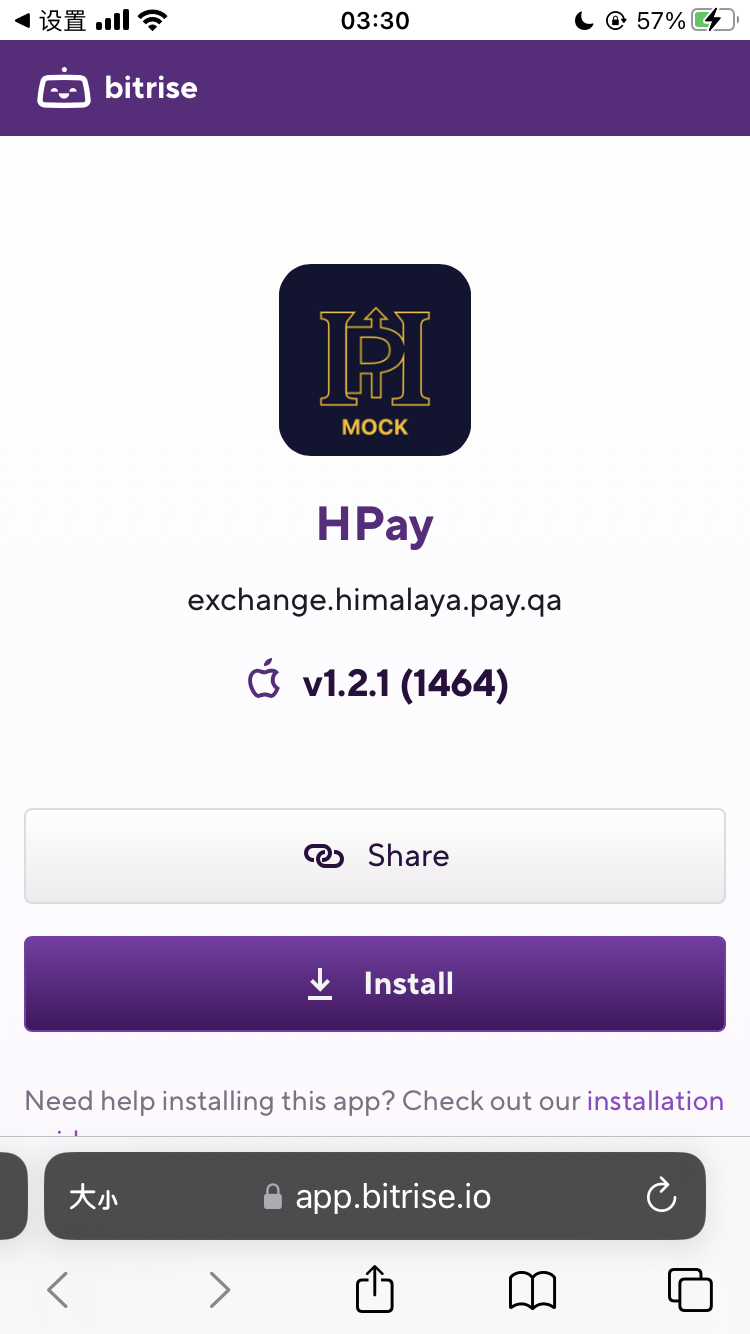 设置
03:30
57%
bitrise
MOCK
HPay
exchange.himalaya.pay.qa
v1.2.1 (1464)
Share
Install
Need help installing this app? Check out our installation
大小
app.bitrise.io